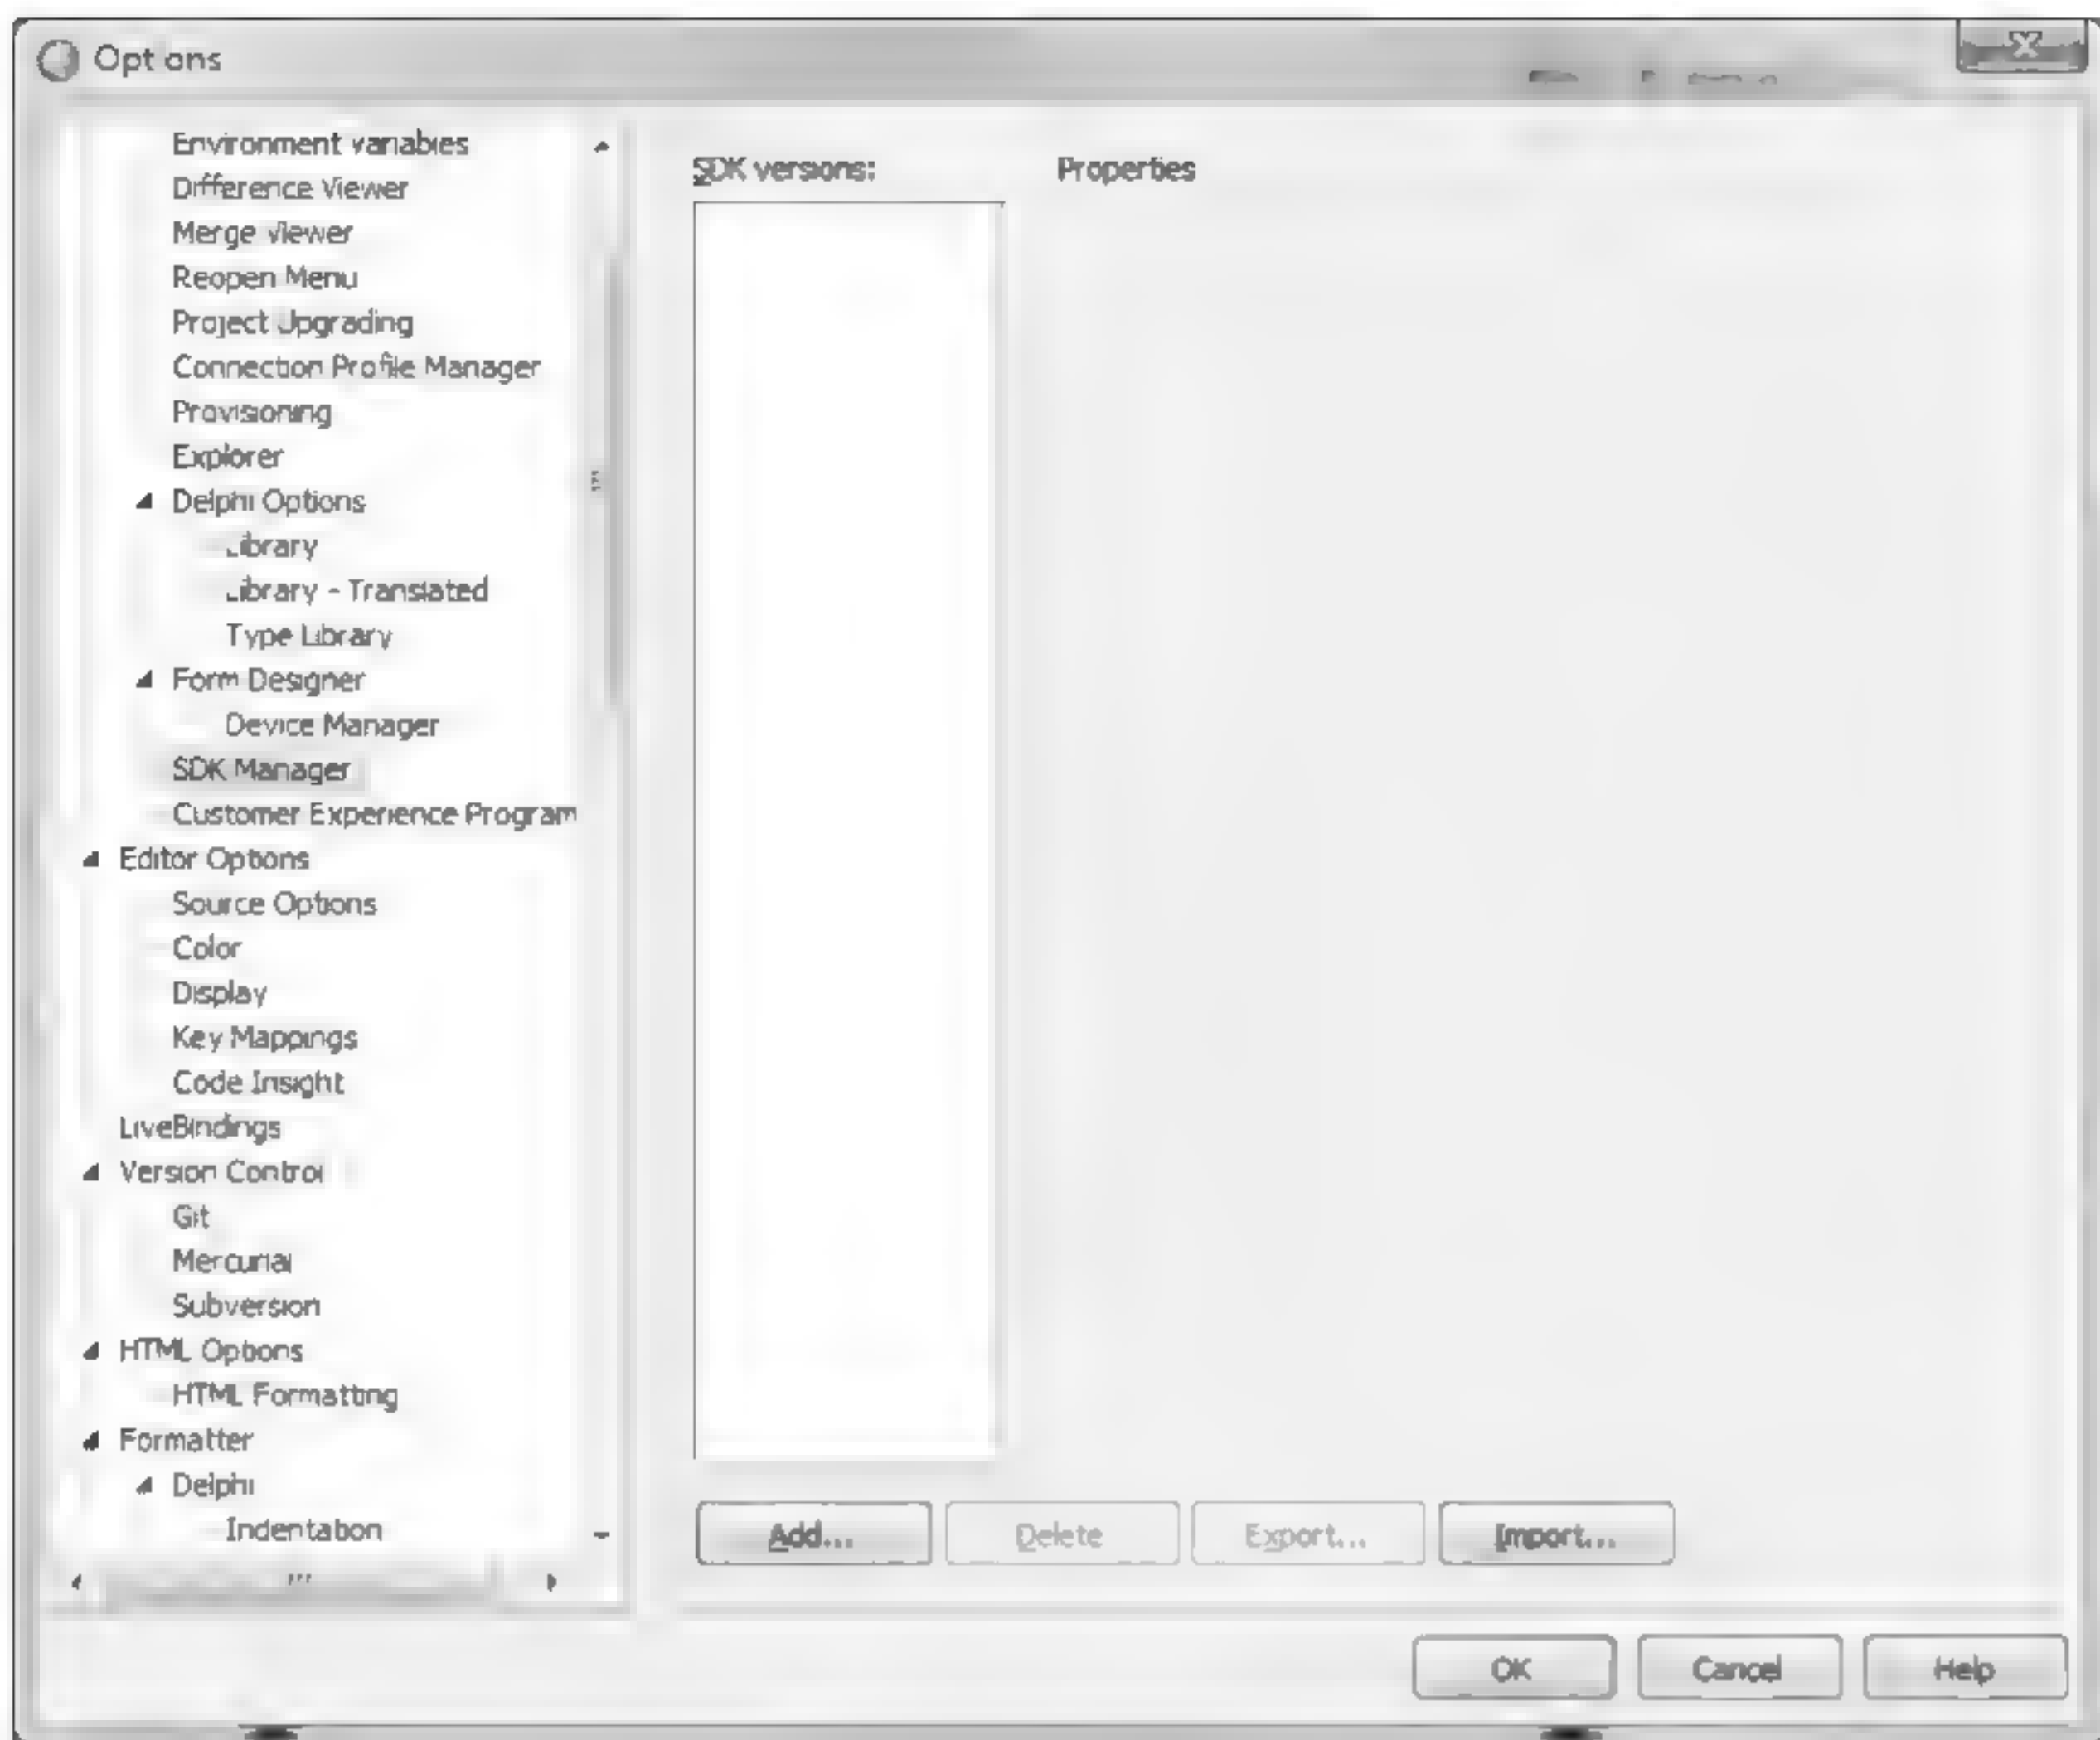 Options
Environment Variables
Difference Viewer
Merge Viewer
Reopen Menu
Project Upgrading
Connection Profile Manager
Provisioning
Explorer
Delphi Options
Library
Library - Translated
Type Library
Form Designer
Device Manager
SDK Manager
Customer Experience Program
Editor Options
Source Options
Color
Display
Key Mappings
Code Insight
LiveBindings
Version Control
Git
Mercurial
Subversion
HTML Options
HTML Formatting
Formatter
Delphi
Indentation
SDK versions:
Properties
Add...
Delete
Export...
Import...
OK
Cancel
Help